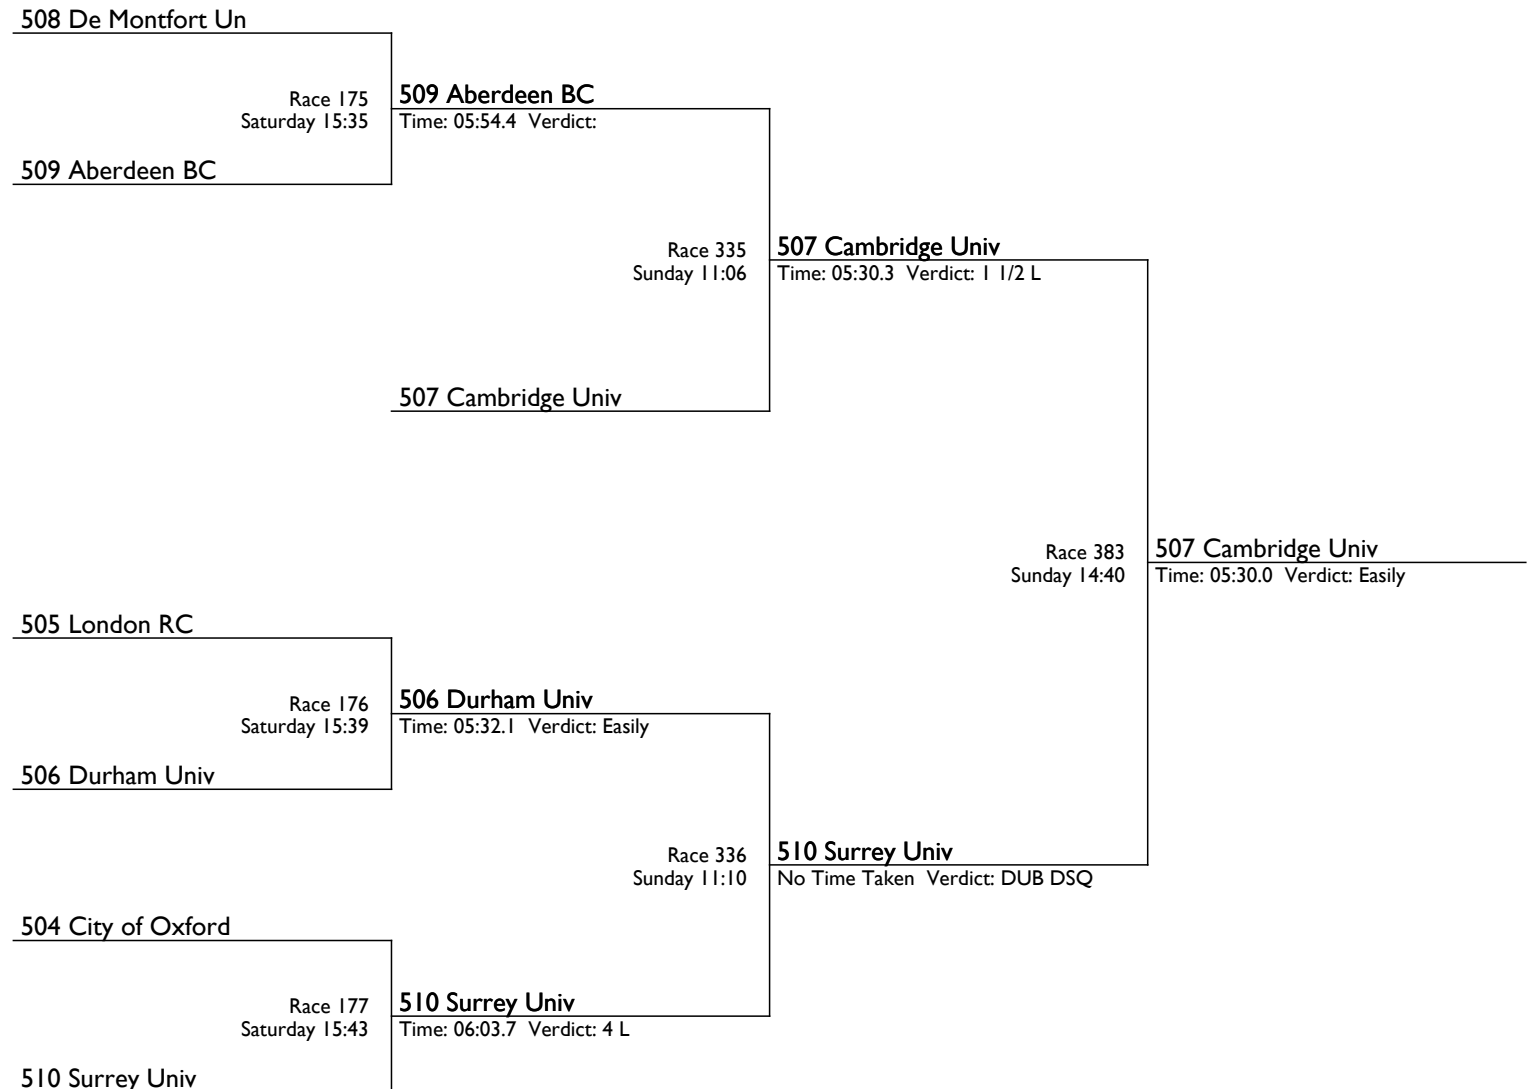 508 De Montfort Un
Race 175
Saturday 15:35
509 Aberdeen BC
Time: 05:54.4 Verdict:
509 Aberdeen BC
Race 335
Sunday 11:06
507 Cambridge Univ
Time: 05:30.3 Verdict: 1 1/2 L
507 Cambridge Univ
Race 383
Sunday 14:40
507 Cambridge Univ
Time: 05:30.0 Verdict: Easily
505 London RC
Race 176
Saturday 15:39
506 Durham Univ
Time: 05:32.1 Verdict: Easily
506 Durham Univ
Race 336
Sunday 11:10
510 Surrey Univ
No Time Taken Verdict: DUB DSQ
504 City of Oxford
Race 177
Saturday 15:43
510 Surrey Univ
Time: 06:03.7 Verdict: 4 L
510 Surrey Univ